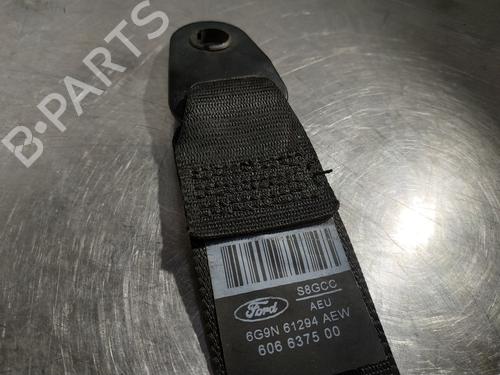 B-PARTS
S8GCC
Ford
AEU
6G9N 61294 AEW
606 6375 00